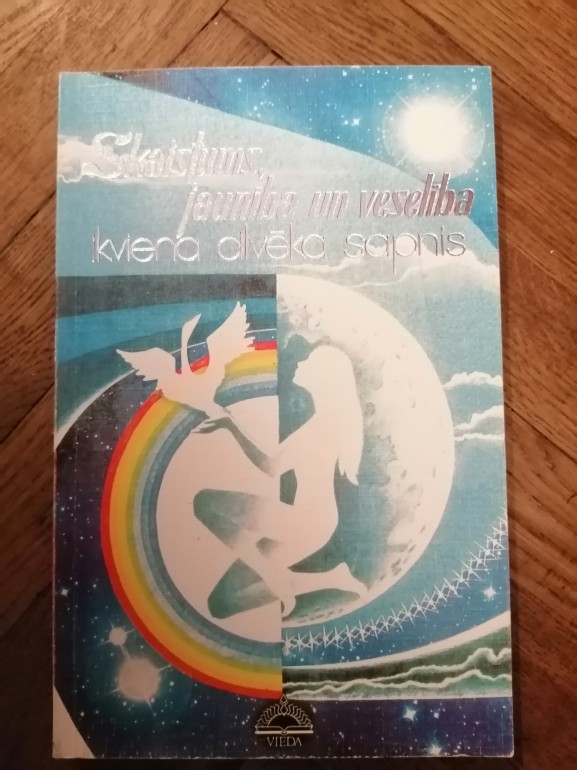 Skaistums,
jaunība un veselība
ikviena cilvēka sapnis
VIEDA